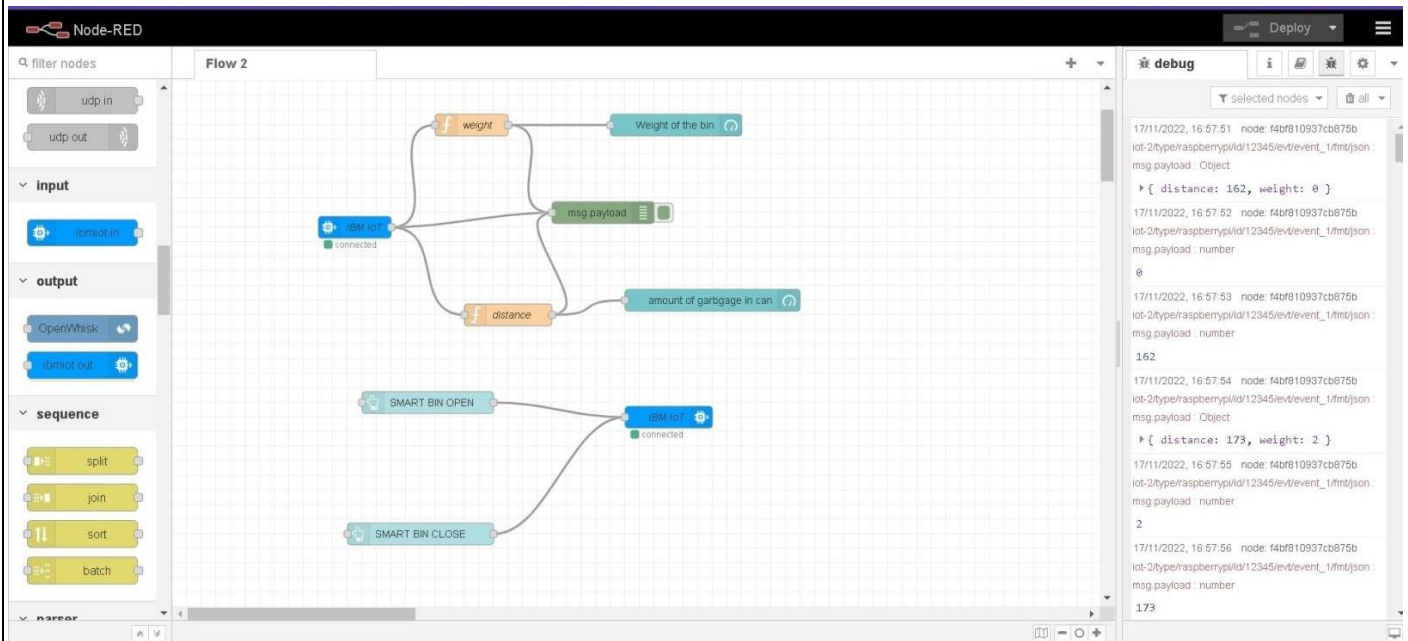 Node-RED
Deploy
filter nodes
udp in
udp out
input
ibmiot in
output
OpenWhisk
ibmiot out
sequence
split
join
sort
batch
parser
Flow 2
weight
Weight of the bin
msg.payload
IBM IoT
connected
distance
amount of garbgage in can
SMART BIN OPEN
IBM IoT
connected
SMART BIN CLOSE
debug
i
selected nodes
all
17/11/2022, 16:57:51 node: f4bf810937cb875b
iot-2/type/raspberrypi/id/12345/evt/event_1/fmt/json :
msg.payload : Object
{ distance: 162, weight: 0 }
17/11/2022, 16:57:52 node: f4bf810937cb875b
iot-2/type/raspberrypi/id/12345/evt/event_1/fmt/json :
msg.payload : number
0
17/11/2022, 16:57:53 node: f4bf810937cb875b
iot-2/type/raspberrypi/id/12345/evt/event_1/fmt/json :
msg.payload : number
162
17/11/2022, 16:57:54 node: f4bf810937cb875b
iot-2/type/raspberrypi/id/12345/evt/event_1/fmt/json :
msg.payload : Object
{ distance: 173, weight: 2 }
17/11/2022, 16:57:55 node: f4bf810937cb875b
iot-2/type/raspberrypi/id/12345/evt/event_1/fmt/json :
msg.payload : number
2
17/11/2022, 16:57:56 node: f4bf810937cb875b
iot-2/type/raspberrypi/id/12345/evt/event_1/fmt/json :
msg.payload : number
173